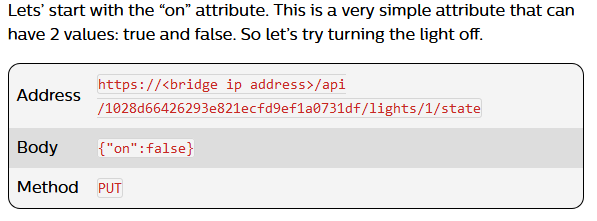 Lets’ start with the “on” attribute. This is a very simple attribute that can
have 2 values: true and false. So let’s try turning the light off.
Address
https://<bridge ip address>/api
/1028d66426293e821ecfd9ef1a0731df/lights/1/state
Body
{"on":false}
Method
PUT